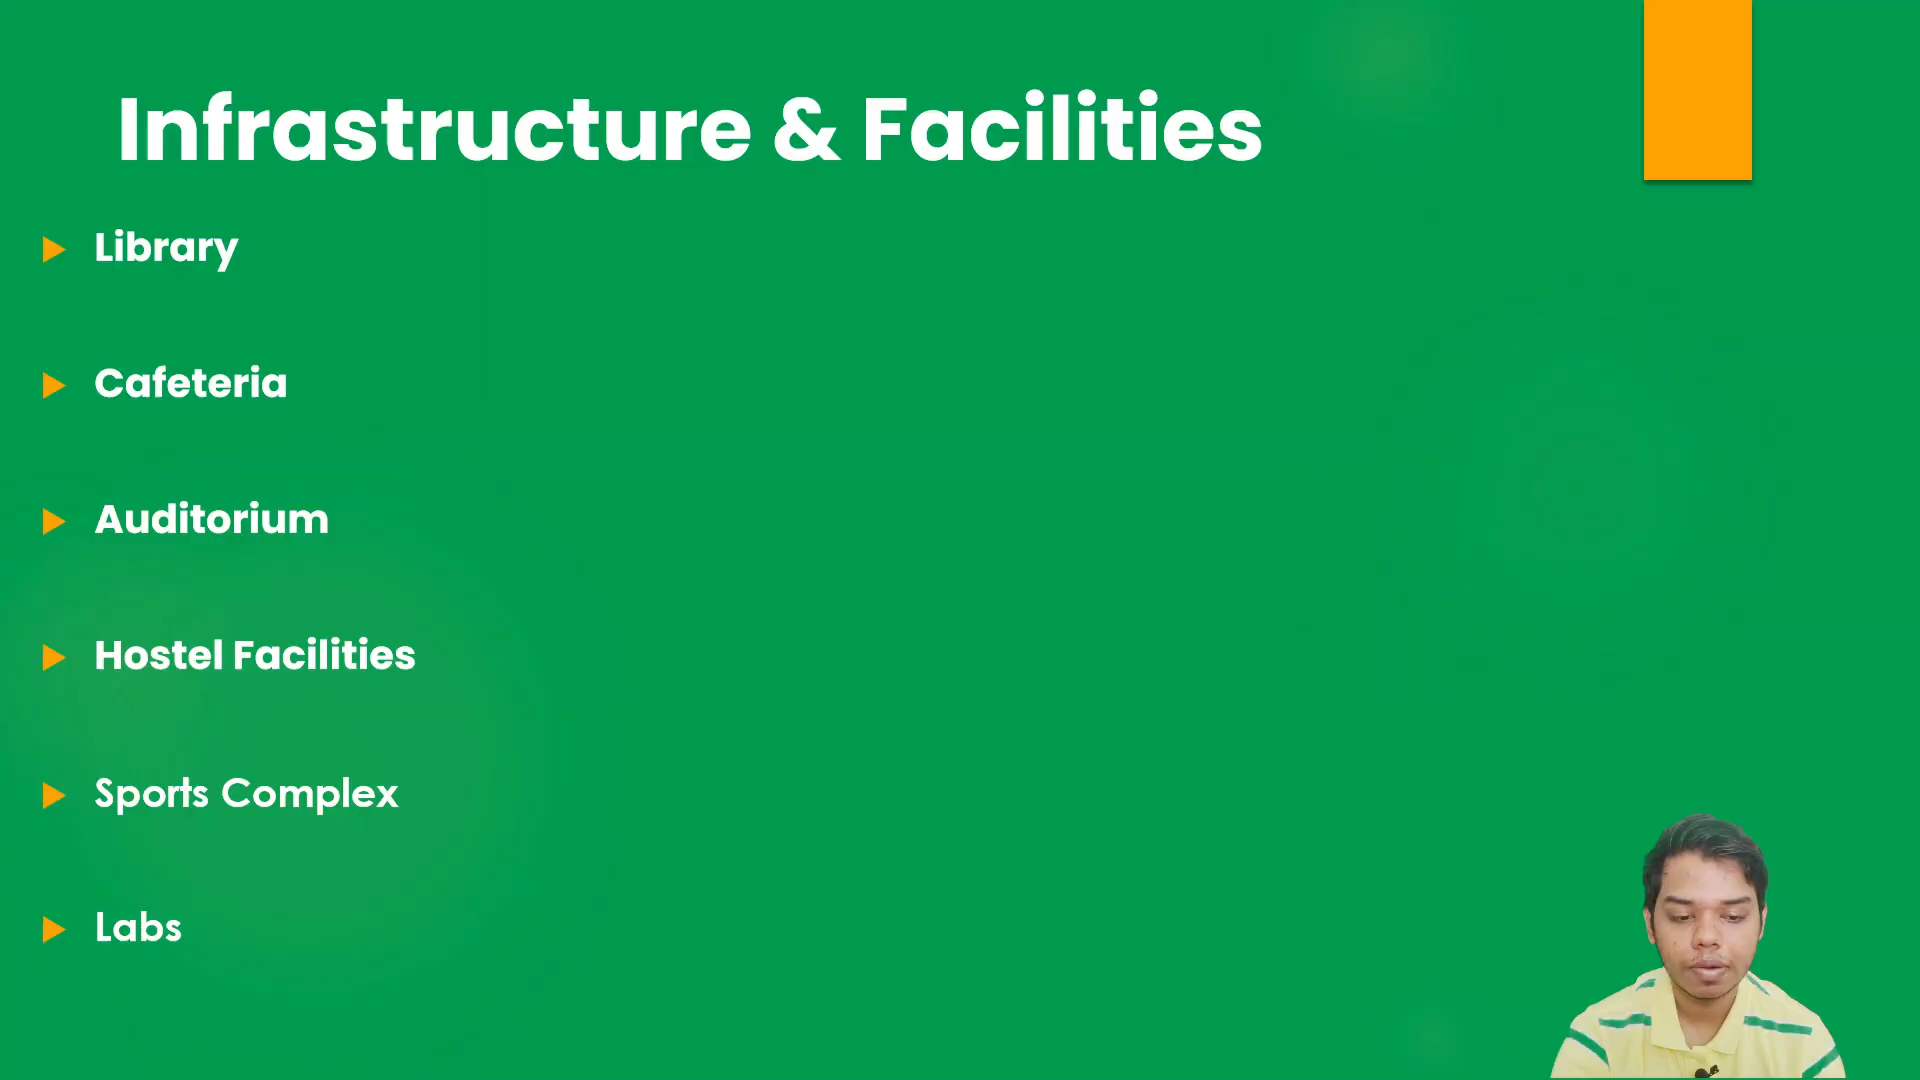 Infrastructure & Facilities
Library
Cafeteria
Auditorium
Hostel Facilities
Sports Complex
Labs